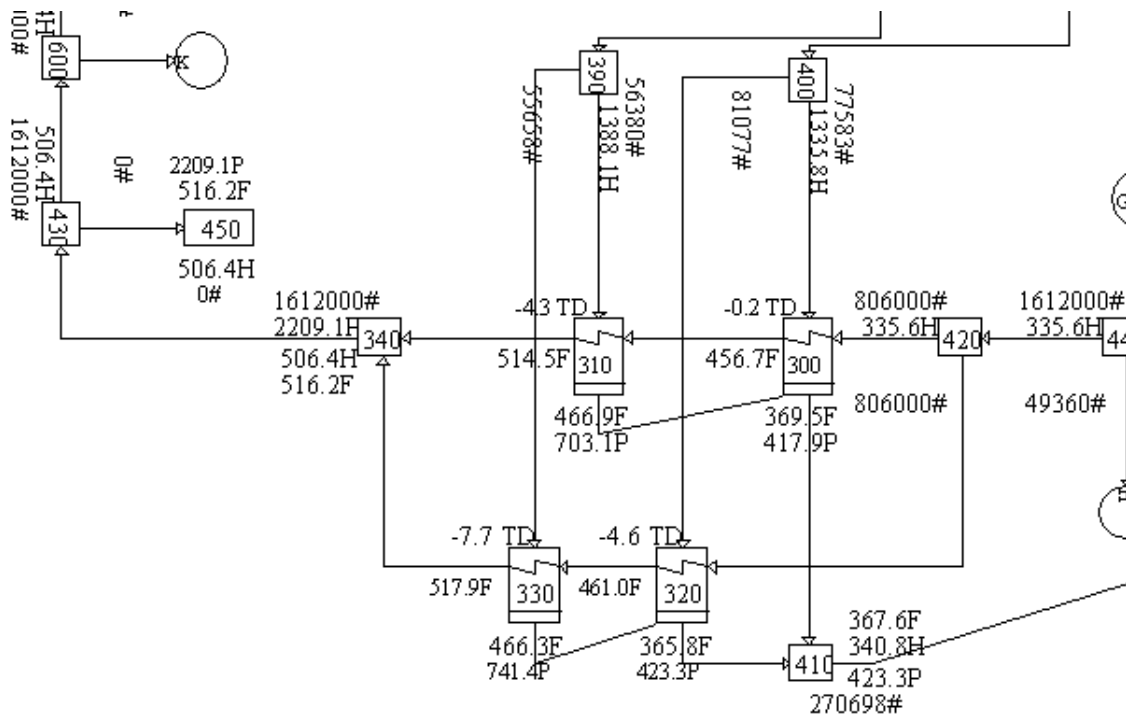 600
K
506.4H
1612000#
0#
2209.1P
516.2F
430
450
506.4H
0#
390
56380#
1388.1H
55658#
400
77583#
1335.8H
81077#
G
1612000#
2209.1P
340
506.4H
516.2F
-4.3 TD
310
514.5F
466.9F
703.1P
-0.2 TD
300
456.7F
369.5F
417.9P
806000#
335.6H
420
806000#
1612000#
335.6H
49360#
-7.7 TD
330
517.9F
466.3F
741.4P
-4.6 TD
320
461.0F
365.8F
423.3P
410
367.6F
340.8H
423.3P
270698#